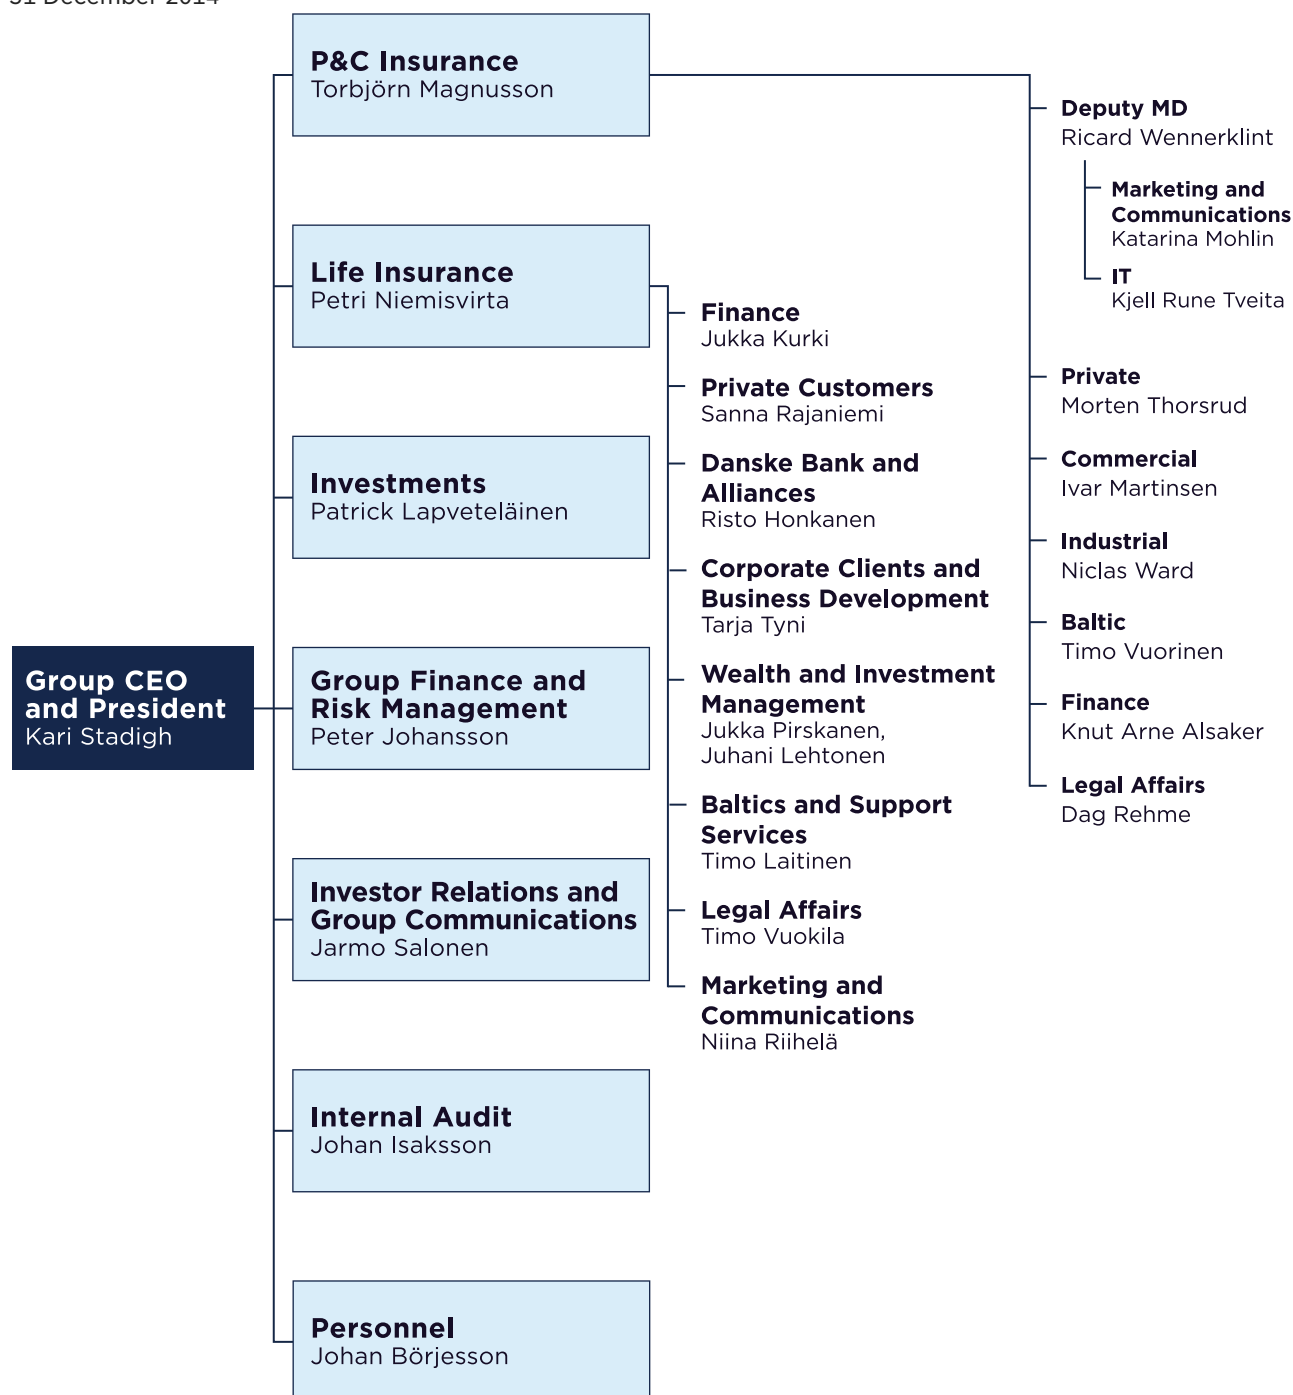 31 December 2014
P&C Insurance
Torbjörn Magnusson
Life Insurance
Petri Niemisvirta
Investments
Patrick Lapveteläinen
Group CEO
and President
Kari Stadigh
Group Finance and
Risk Management
Peter Johansson
Investor Relations and
Group Communications
Jarmo Salonen
Internal Audit
Johan Isaksson
Personnel
Johan Börjesson
Finance
Jukka Kurki
Private Customers
Sanna Rajaniemi
Danske Bank and
Alliances
Risto Honkanen
Corporate Clients and
Business Development
Tarja Tyni
Wealth and Investment
Management
Jukka Pirskanen,
Juhani Lehtonen
Baltics and Support
Services
Timo Laitinen
Legal Affairs
Timo Vuokila
Marketing and
Communications
Niina Riihelä
Deputy MD
Ricard Wennerklint
Marketing and
Communications
Katarina Mohlin
IT
Kjell Rune Tveita
Private
Morten Thorsrud
Commercial
Ivar Martinsen
Industrial
Niclas Ward
Baltic
Timo Vuorinen
Finance
Knut Arne Alsaker
Legal Affairs
Dag Rehme